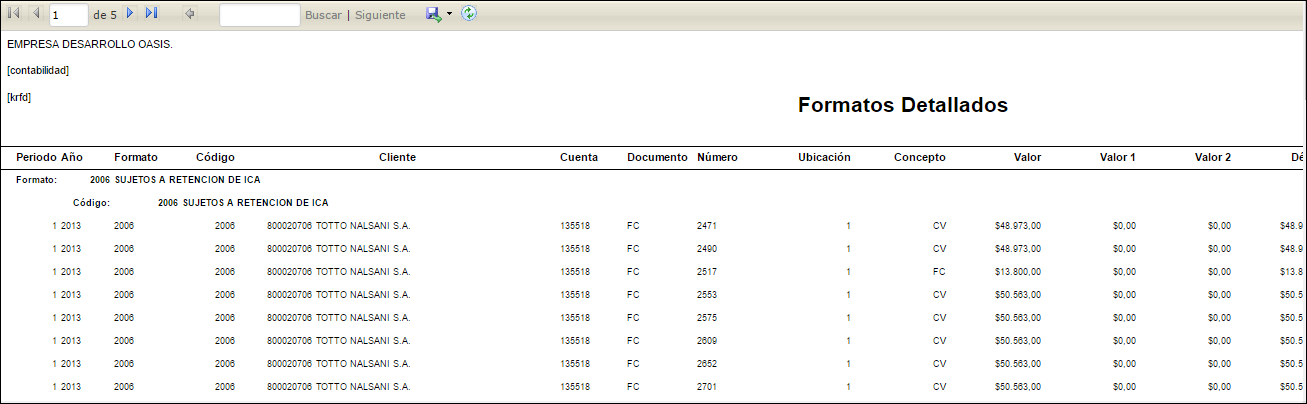 1 de 5 Buscar | Siguiente
EMPRESA DESARROLLO OASIS.
[contabilidad]
[krfd]
Formatos Detallados
Periodo Año Formato Código Cliente Cuenta Documento Número Ubicación Concepto Valor Valor 1 Valor 2 Dé
Formato: 2006 SUJETOS A RETENCION DE ICA
Código: 2006 SUJETOS A RETENCION DE ICA
1 2013 2006 2006 800020706 TOTTO NALSANI S.A. 135518 FC 2471 1 CV $48.973,00 $0,00 $0,00 $48.9
1 2013 2006 2006 800020706 TOTTO NALSANI S.A. 135518 FC 2490 1 CV $48.973,00 $0,00 $0,00 $48.9
1 2013 2006 2006 800020706 TOTTO NALSANI S.A. 135518 FC 2517 1 FC $13.800,00 $0,00 $0,00 $13.8
1 2013 2006 2006 800020706 TOTTO NALSANI S.A. 135518 FC 2553 1 CV $50.563,00 $0,00 $0,00 $50.5
1 2013 2006 2006 800020706 TOTTO NALSANI S.A. 135518 FC 2575 1 CV $50.563,00 $0,00 $0,00 $50.5
1 2013 2006 2006 800020706 TOTTO NALSANI S.A. 135518 FC 2609 1 CV $50.563,00 $0,00 $0,00 $50.5
1 2013 2006 2006 800020706 TOTTO NALSANI S.A. 135518 FC 2652 1 CV $50.563,00 $0,00 $0,00 $50.5
1 2013 2006 2006 800020706 TOTTO NALSANI S.A. 135518 FC 2701 1 CV $50.563,00 $0,00 $0,00 $50.5